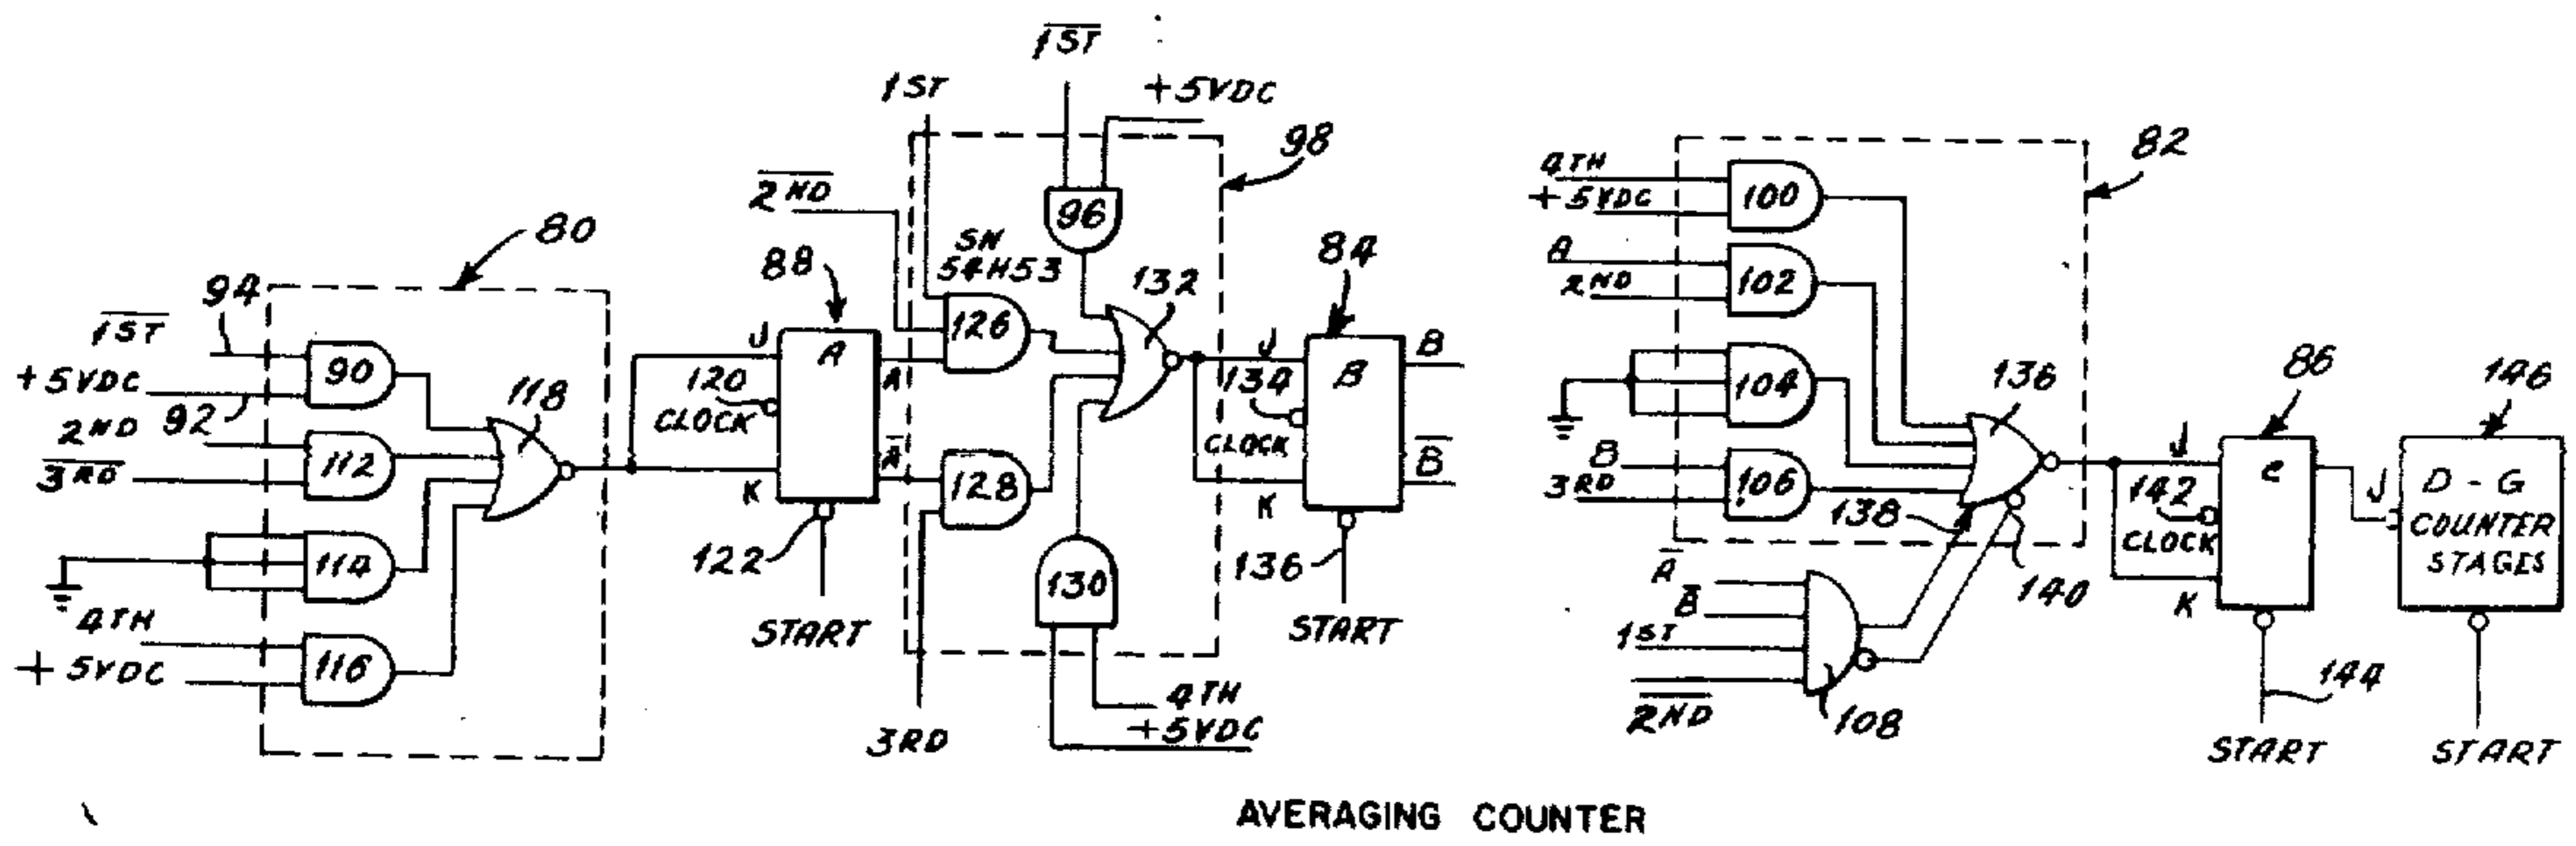 80
94
1ST
+5VDC
92
2ND
3RD
90
112
114
116
118
4TH
+ 5VDC
88
J
A
120
CLOCK
K
A
A
122
START
1ST
1ST
+5VDC
98
2ND
SN
54H53
96
126
128
130
132
3RD
4TH
+5VDC
84
J
B
134
CLOCK
K
B
B
136
START
82
4TH
+5VDC
A
2ND
B
3RD
100
102
104
106
136
138
140
A
B
1ST
2ND
108
86
J
C
142
CLOCK
K
144
START
146
J
D-G
COUNTER
STAGES
START
AVERAGING COUNTER